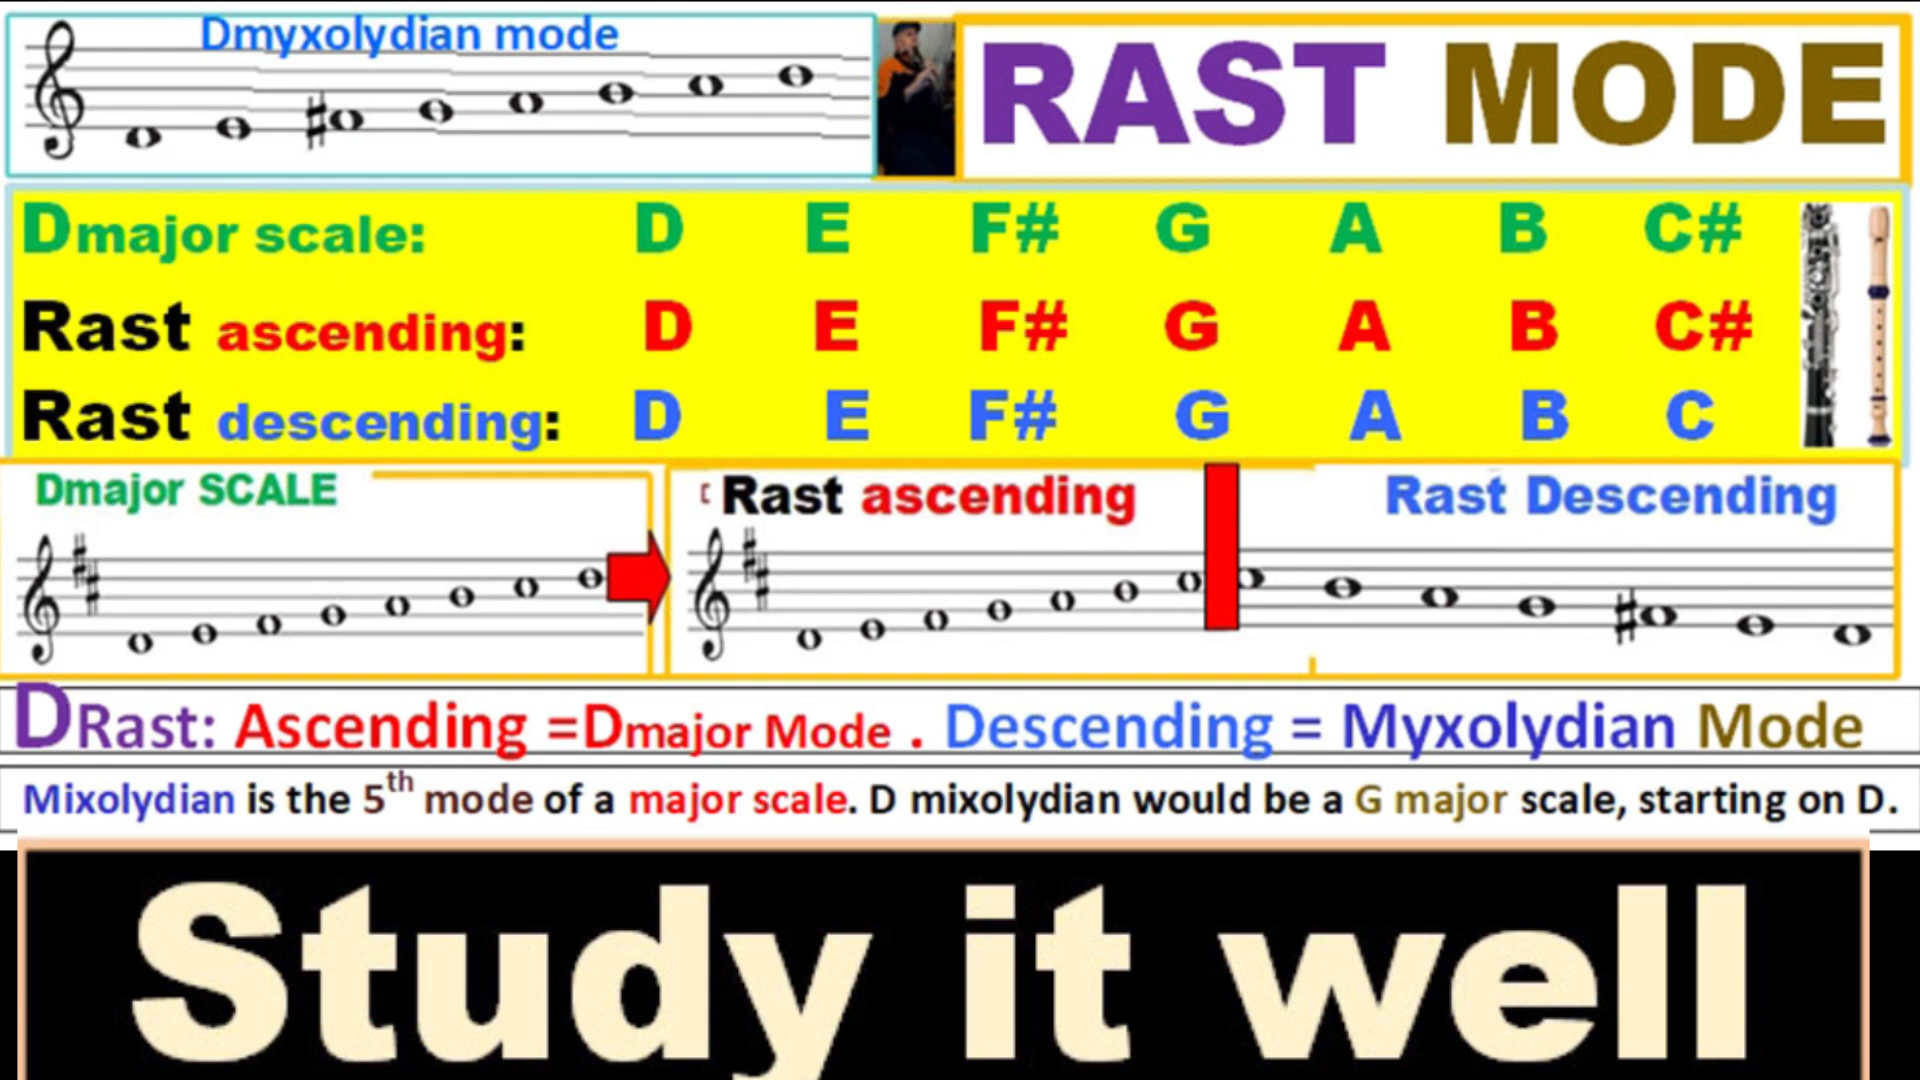 Dmyxolydian mode
RAST MODE
Dmajor scale: D E F# G A B C#
Rast ascending: D E F# G A B C#
Rast descending: D E F# G A B C
Dmajor SCALE
Rast ascending
Rast Descending
DRast: Ascending =Dmajor Mode . Descending = Myxolydian Mode
Mixolydian is the 5th mode of a major scale. D mixolydian would be a G major scale, starting on D.
Study it well